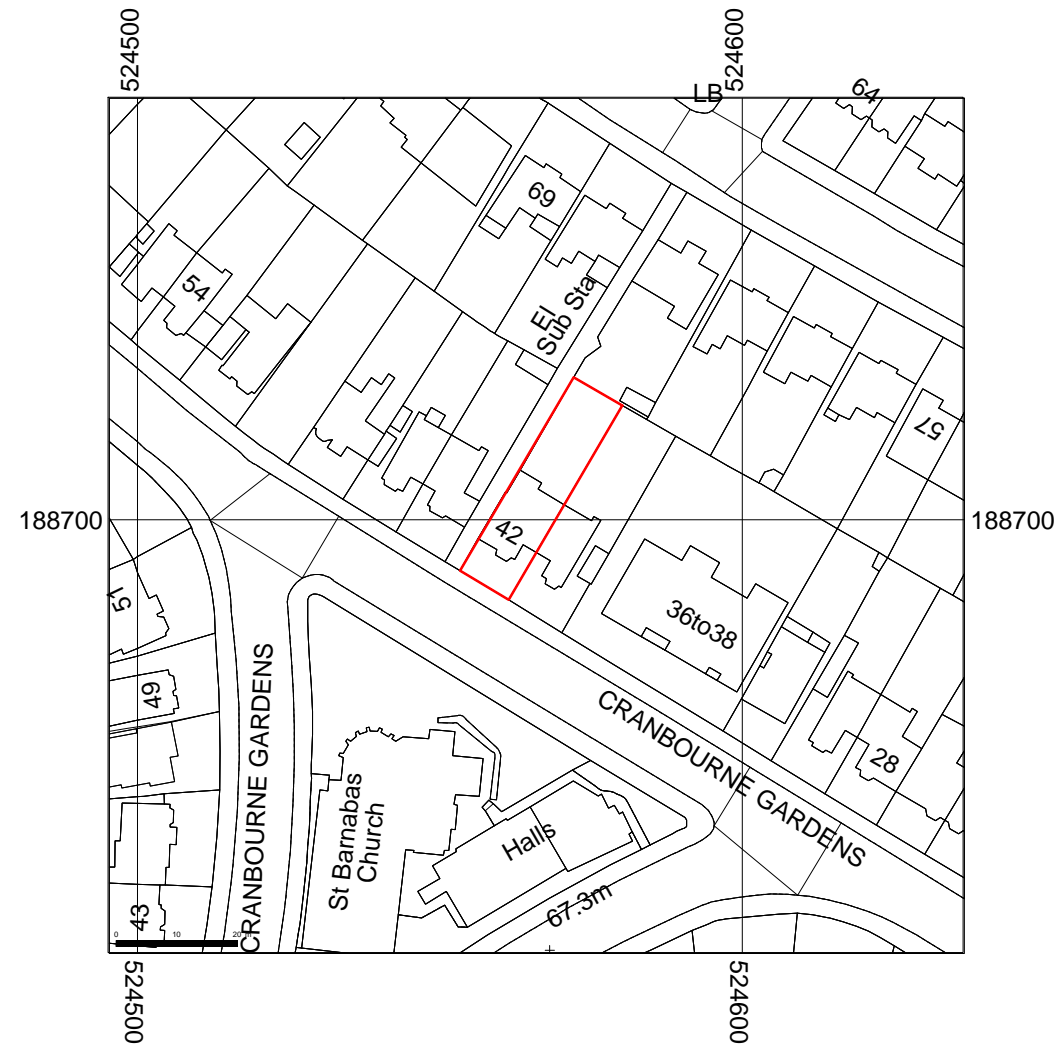 524500
524600
LB
64
69
54
El
Sub Sta
57
188700
188700
42
51
36to38
49
CRANBOURNE GARDENS
CRANBOURNE GARDENS
28
St Barnabas
Church
Halls
67.3m
43
0 10 20
524500
524600